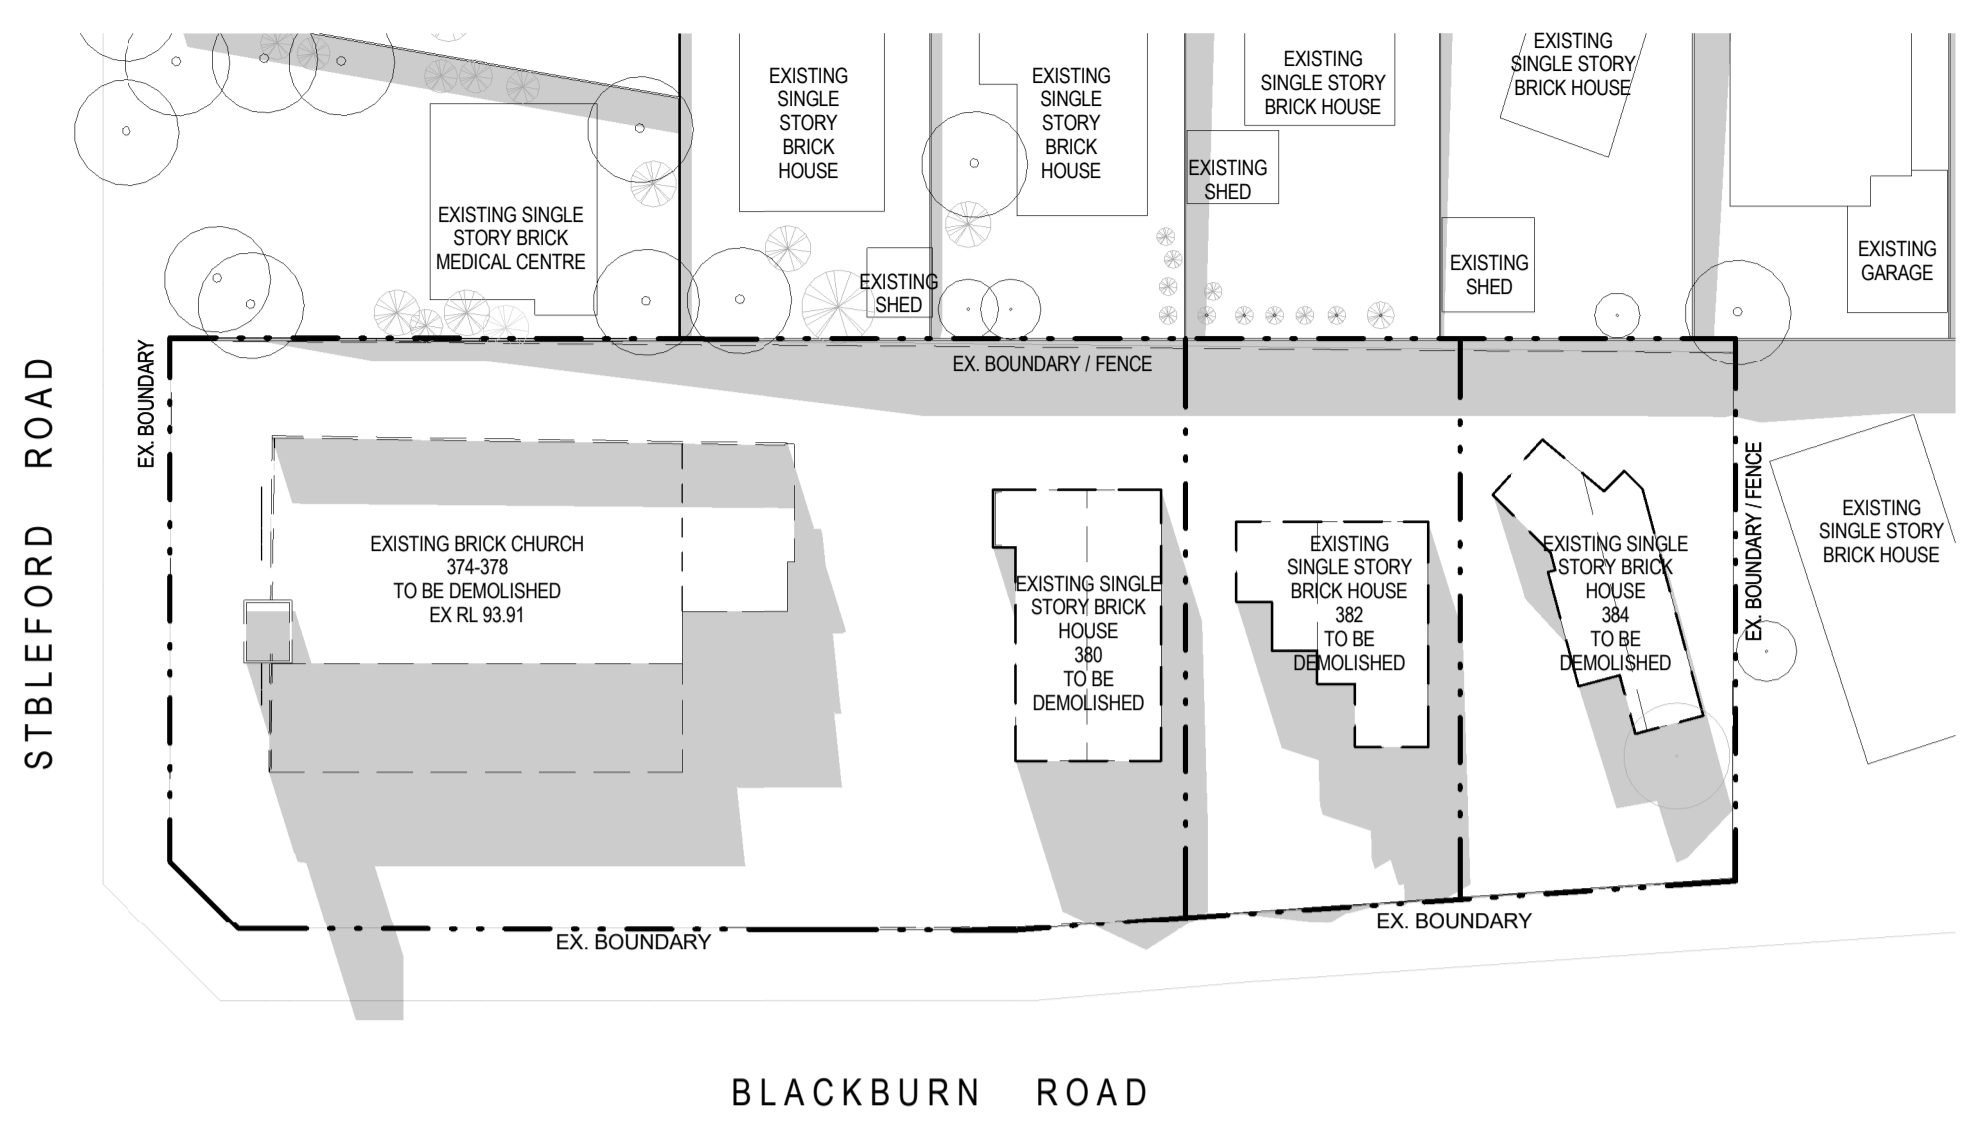 EXISTING
SINGLE
STORY
BRICK
HOUSE
EXISTING
SINGLE
STORY
BRICK
HOUSE
EXISTING
SINGLE STORY
BRICK HOUSE
EXISTING
SINGLE STORY
BRICK HOUSE
EXISTING
SHED
EXISTING SINGLE
STORY BRICK
MEDICAL CENTRE
EXISTING
SHED
EXISTING
SHED
EXISTING
GARAGE
EX. BOUNDARY
EX. BOUNDARY / FENCE
STBLEFORD ROAD
EXISTING BRICK CHURCH
374-378
TO BE DEMOLISHED
EX RL 93.91
EXISTING SINGLE
STORY BRICK
HOUSE
380
TO BE
DEMOLISHED
EXISTING
SINGLE STORY
BRICK HOUSE
382
TO BE
DEMOLISHED
EXISTING SINGLE
STORY BRICK
HOUSE
384
TO BE
DEMOLISHED
EX. BOUNDARY / FENCE
EXISTING
SINGLE STORY
BRICK HOUSE
EX. BOUNDARY
EX. BOUNDARY
BLACKBURN ROAD